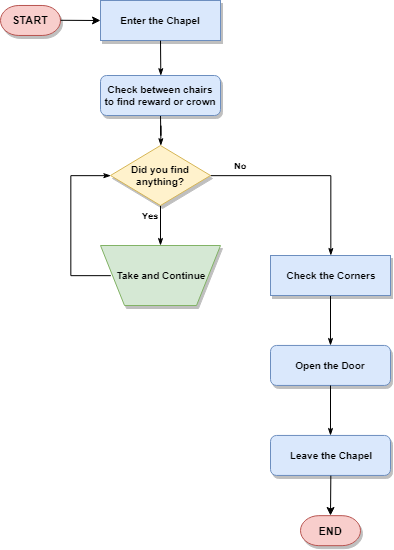 START
Enter the Chapel
Check between chairs
to find reward or crown
Did you find
anything?
No
Yes
Take and Continue
Check the Corners
Open the Door
Leave the Chapel
END